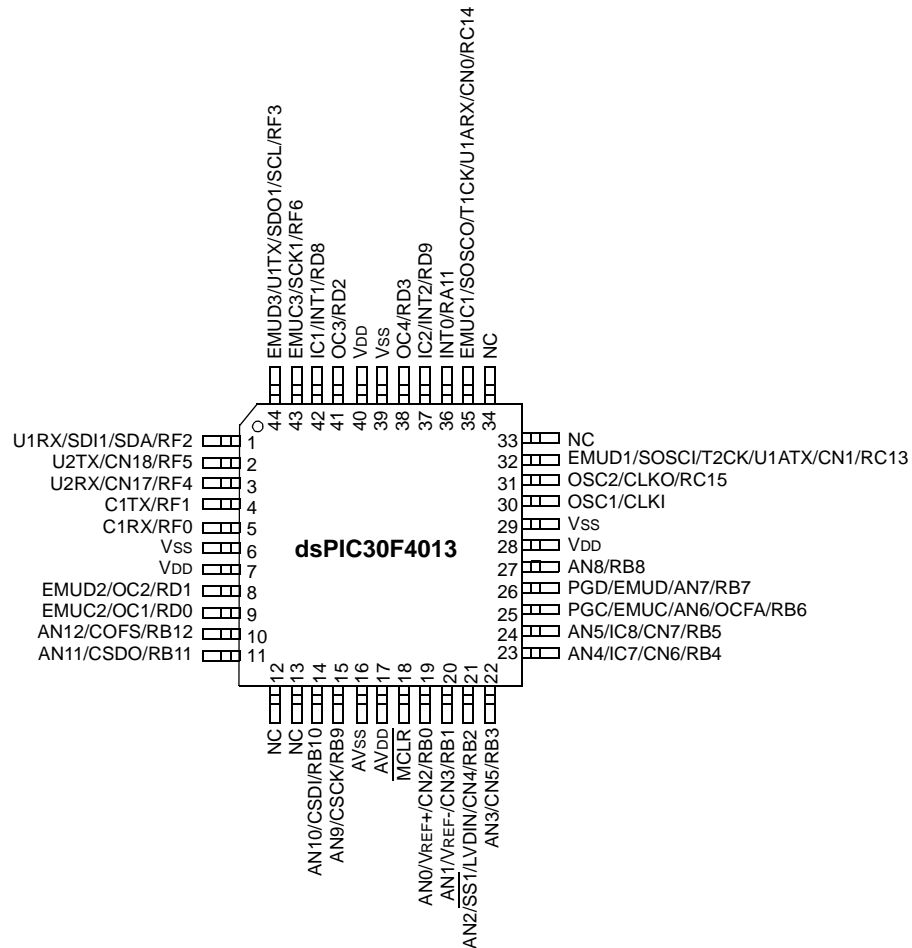 EMUD3/U1TX/SDO1/SCL/RF3
EMUC3/SCK1/RF6
IC1/INT1/RD8
OC3/RD2
VDD
VSS
OC4/RD3
IC2/INT2/RD9
INT0/RA11
EMUC1/SOSCO/T1CK/U1ARX/CN0/RC14
NC
44
43
42
41
40
39
38
37
36
35
34
U1RX/SDI1/SDA/RF2 1
U2TX/CN18/RF5 2
U2RX/CN17/RF4 3
C1TX/RF1 4
C1RX/RF0 5
VSS 6
VDD 7
EMUD2/OC2/RD1 8
EMUC2/OC1/RD0 9
AN12/COFS/RB12 10
AN11/CSDO/RB11 11
dsPIC30F4013
33 NC
32 EMUD1/SOSCI/T2CK/U1ATX/CN1/RC13
31 OSC2/CLKO/RC15
30 OSC1/CLKI
29 VSS
28 VDD
27 AN8/RB8
26 PGD/EMUD/AN7/RB7
25 PGC/EMUC/AN6/OCFA/RB6
24 AN5/IC8/CN7/RB5
23 AN4/IC7/CN6/RB4
12
13
14
15
16
17
18
19
20
21
22
NC
NC
AN10/CSDI/RB10
AN9/CSCK/RB9
AVSS
AVDD
MCLR
AN0/VREF+/CN2/RB0
AN1/VREF-/CN3/RB1
AN2/SS1/LVDIN/CN4/RB2
AN3/CN5/RB3